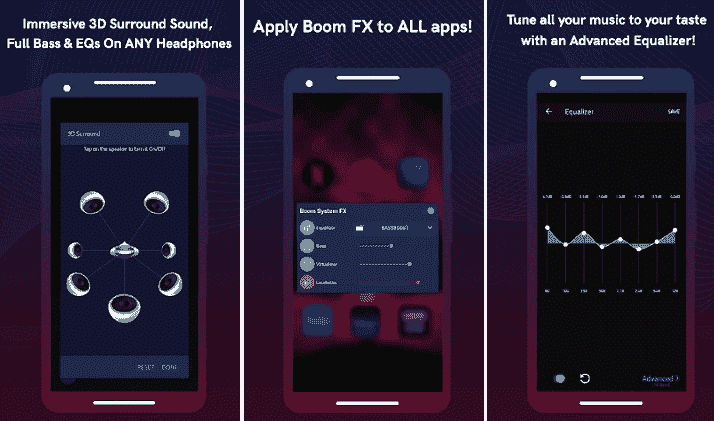 Immersive 3D Surround Sound,
Full Bass & EQs On ANY Headphones
3D Surround
Tap on the speaker to turn it On/Off
RESET DONE
Apply Boom FX to ALL apps!
Boom System FX
Equalizer BASS BOOST
Bass
Virtualizer
Loudness
Tune all your music to your taste
with an Advanced Equalizer!
Equalizer SAVE
Advanced